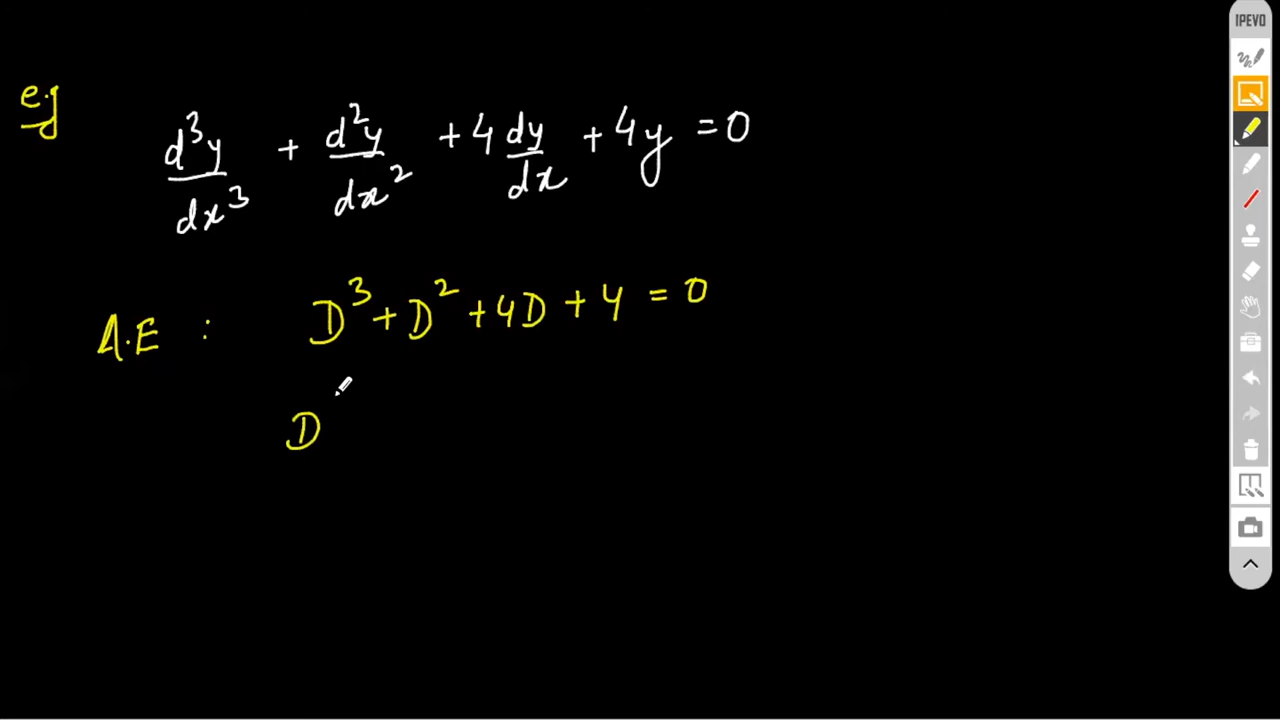 e.g
d³y/dx³ + d²y/dx² + 4 dy/dx + 4y = 0
A.E : D³ + D² + 4D + 4 = 0
D
IPEVO